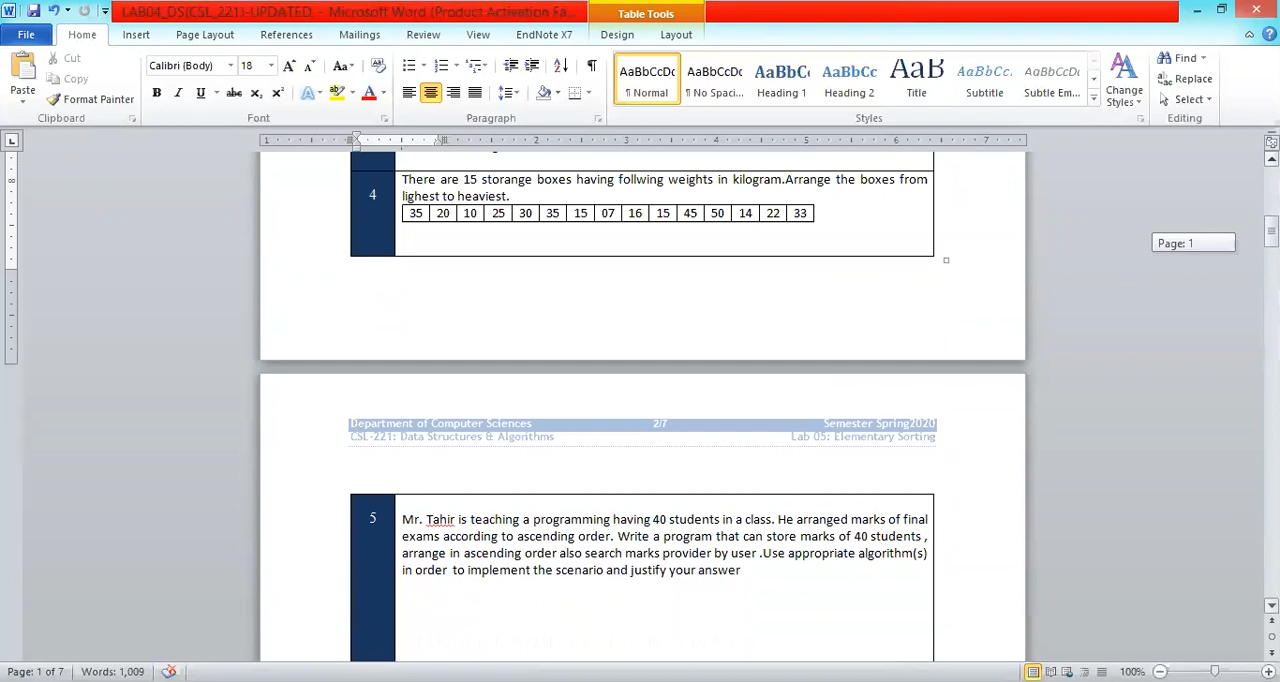 LAB04_DS(CSL_221)-UPDATED. - Microsoft Word (Product Activation Fa...
Table Tools
File Home Insert Page Layout References Mailings Review View EndNote X7 Design Layout
Paste
Cut
Copy
Format Painter
Clipboard
Calibri (Body) 18
Font
Paragraph
AaBbCcDc AaBbCcDc AaBbC AaBbCc AaB AaBbCc. AaBbCcDc
¶ Normal ¶ No Spaci... Heading 1 Heading 2 Title Subtitle Subtle Em...
Styles
Change
Styles
Find
Replace
Select
Editing
1 1 2 3 4 5 6 7
4
There are 15 storange boxes having follwing weights in kilogram.Arrange the boxes from
lighest to heaviest.
35 20 10 25 30 35 15 07 16 15 45 50 14 22 33
Page: 1
Department of Computer Sciences 2/7 Semester Spring2020
CSL-221: Data Structures & Algorithms Lab 05: Elementary Sorting
5
Mr. Tahir is teaching a programming having 40 students in a class. He arranged marks of final
exams according to ascending order. Write a program that can store marks of 40 students ,
arrange in ascending order also search marks provider by user .Use appropriate algorithm(s)
in order to implement the scenario and justify your answer
Page: 1 of 7 Words: 1,009 100%